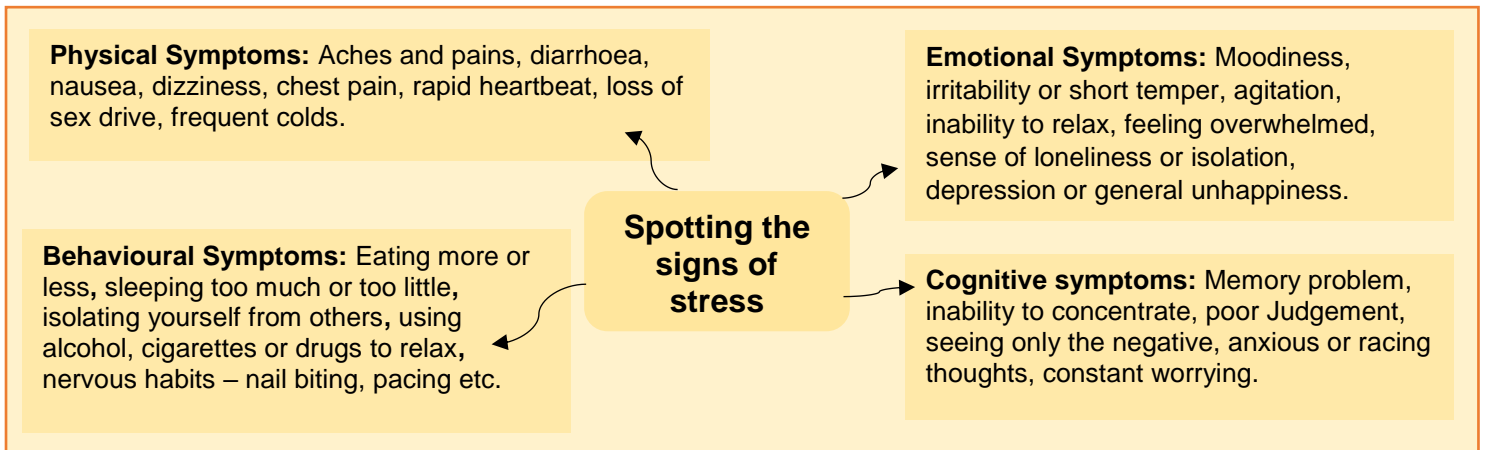 Physical Symptoms: Aches and pains, diarrhoea,
nausea, dizziness, chest pain, rapid heartbeat, loss of
sex drive, frequent colds.
Emotional Symptoms: Moodiness,
irritability or short temper, agitation,
inability to relax, feeling overwhelmed,
sense of loneliness or isolation,
depression or general unhappiness.
Spotting the
signs of
stress
Behavioural Symptoms: Eating more or
less, sleeping too much or too little,
isolating yourself from others, using
alcohol, cigarettes or drugs to relax,
nervous habits – nail biting, pacing etc.
Cognitive symptoms: Memory problem,
inability to concentrate, poor Judgement,
seeing only the negative, anxious or racing
thoughts, constant worrying.